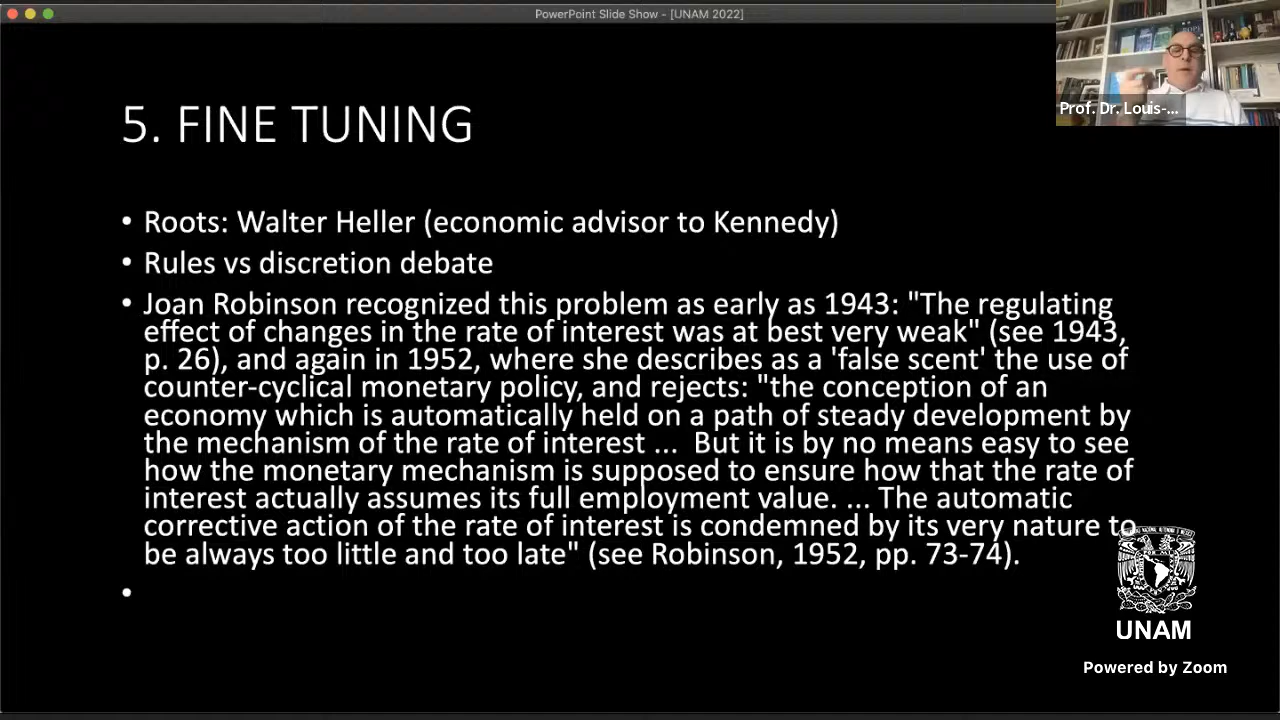 PowerPoint Slide Show - [UNAM 2022]
Prof. Dr. Louis-...
5. FINE TUNING
• Roots: Walter Heller (economic advisor to Kennedy)
• Rules vs discretion debate
• Joan Robinson recognized this problem as early as 1943: "The regulating
effect of changes in the rate of interest was at best very weak" (see 1943,
p. 26), and again in 1952, where she describes as a 'false scent' the use of
counter-cyclical monetary policy, and rejects: "the conception of an
economy which is automatically held on a path of steady development by
the mechanism of the rate of interest ... But it is by no means easy to see
how the monetary mechanism is supposed to ensure how that the rate of
interest actually assumes its full employment value. ... The automatic
corrective action of the rate of interest is condemned by its very nature to
be always too little and too late" (see Robinson, 1952, pp. 73-74).
•
UNAM
Powered by Zoom